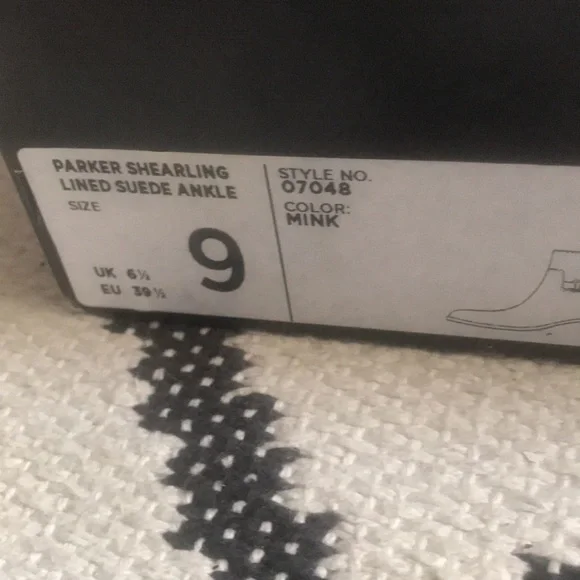 PARKER SHEARLING
LINED SUEDE ANKLE
SIZE
9
UK 6½
EU 39½
STYLE NO.
07048
COLOR:
MINK